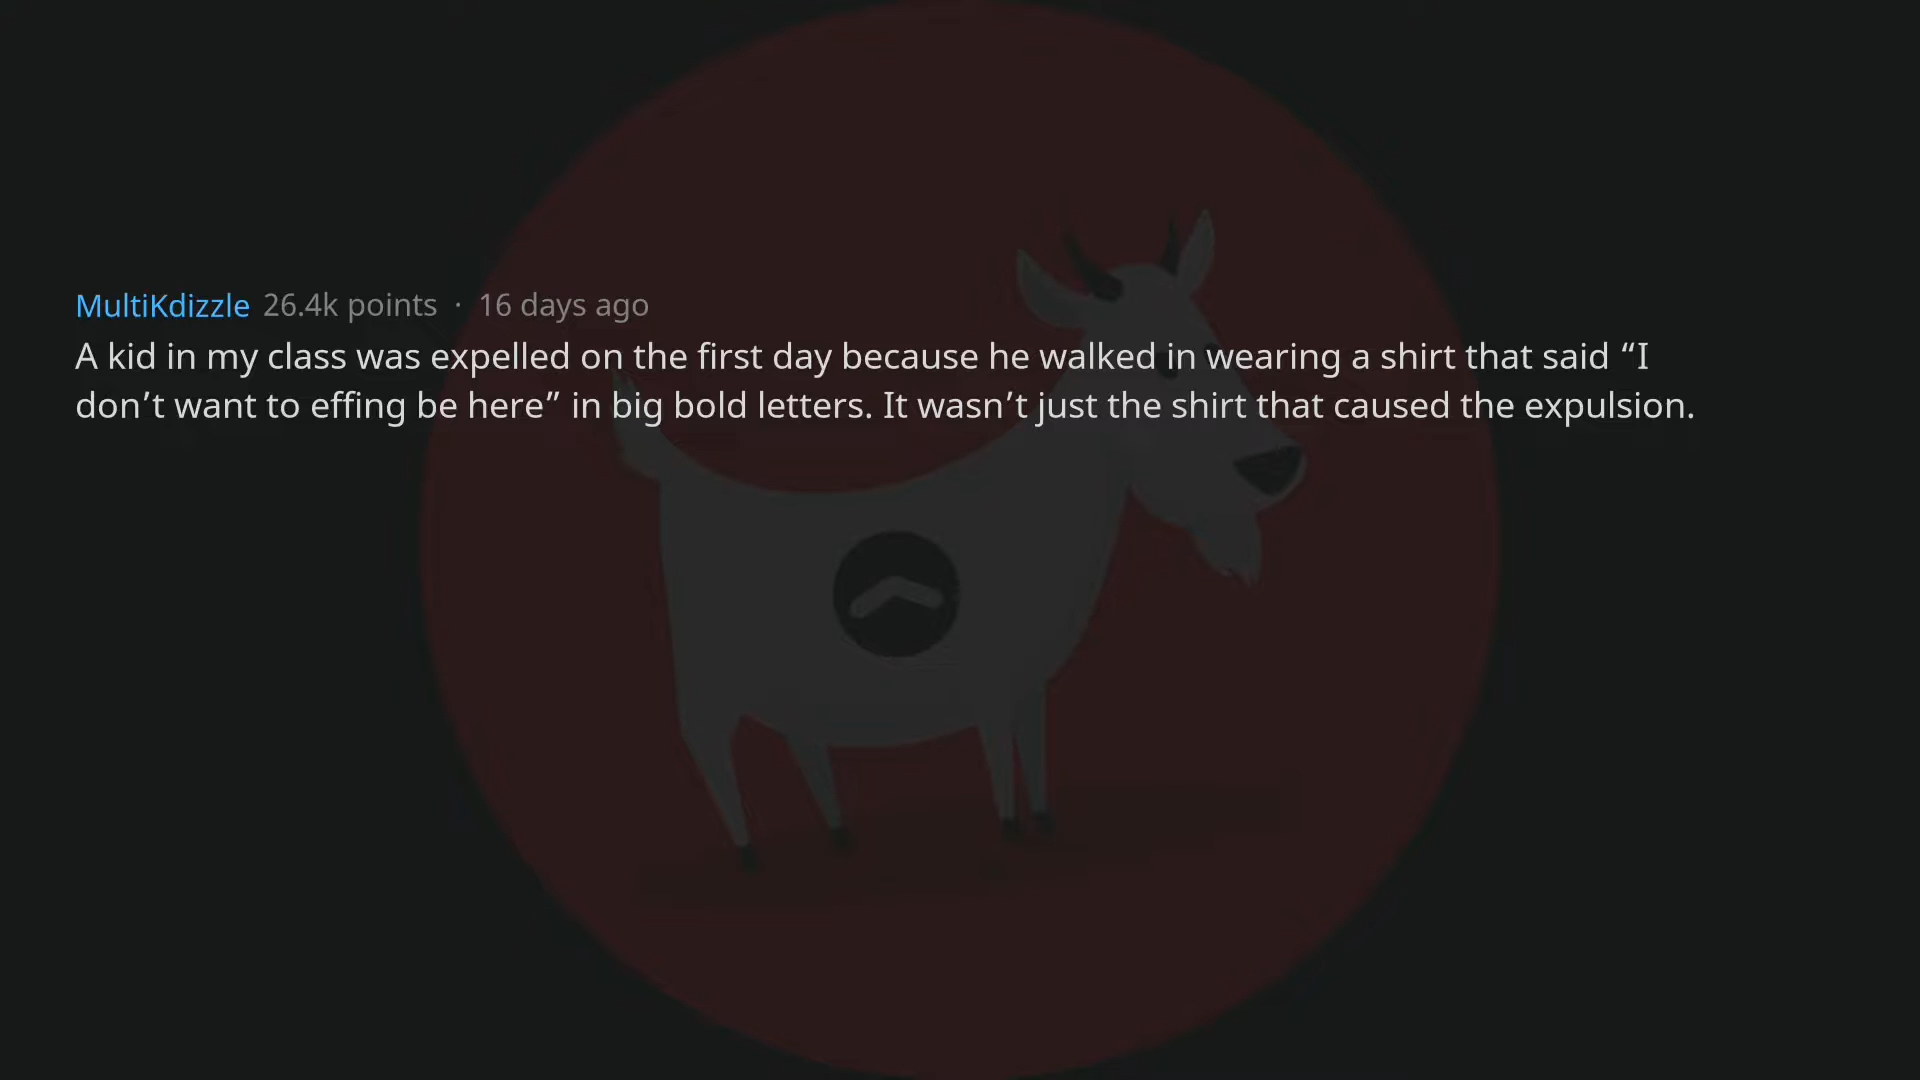 MultiKdizzle 26.4k points · 16 days ago
A kid in my class was expelled on the first day because he walked in wearing a shirt that said “I
don’t want to effing be here” in big bold letters. It wasn’t just the shirt that caused the expulsion.